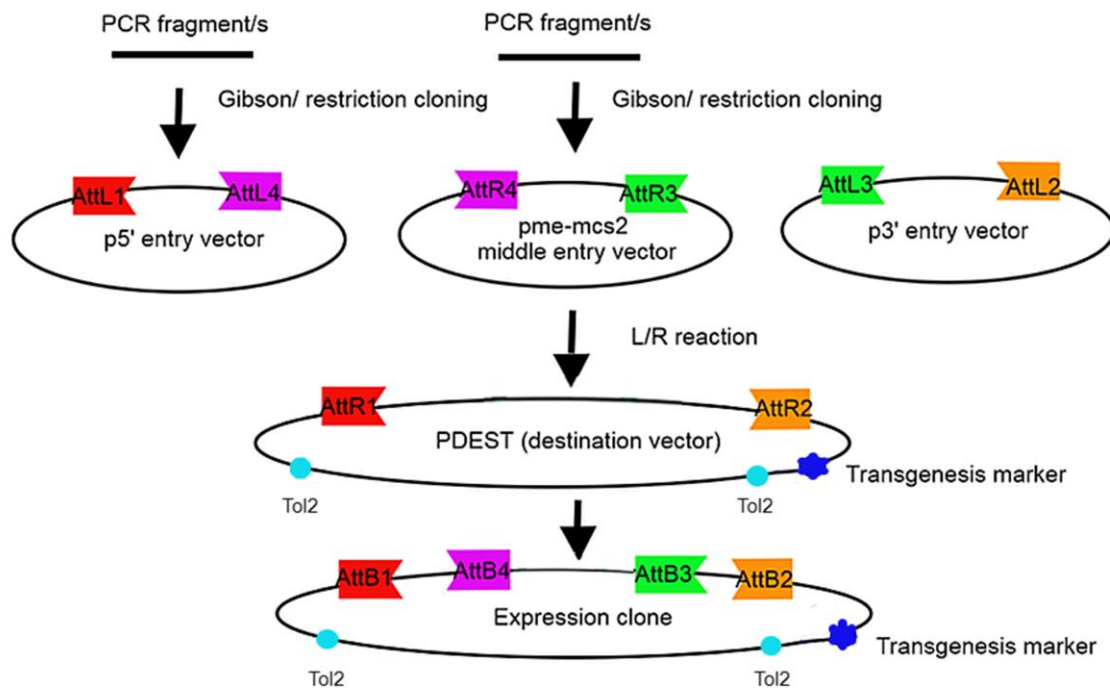 PCR fragment/s
PCR fragment/s
Gibson/ restriction cloning
Gibson/ restriction cloning
AttL1
AttL4
AttR4
AttR3
AttL3
AttL2
p5' entry vector
pme-mcs2
middle entry vector
p3' entry vector
L/R reaction
AttR1
AttR2
PDEST (destination vector)
Transgenesis marker
Tol2
Tol2
AttB1
AttB4
AttB3
AttB2
Expression clone
Transgenesis marker
Tol2
Tol2